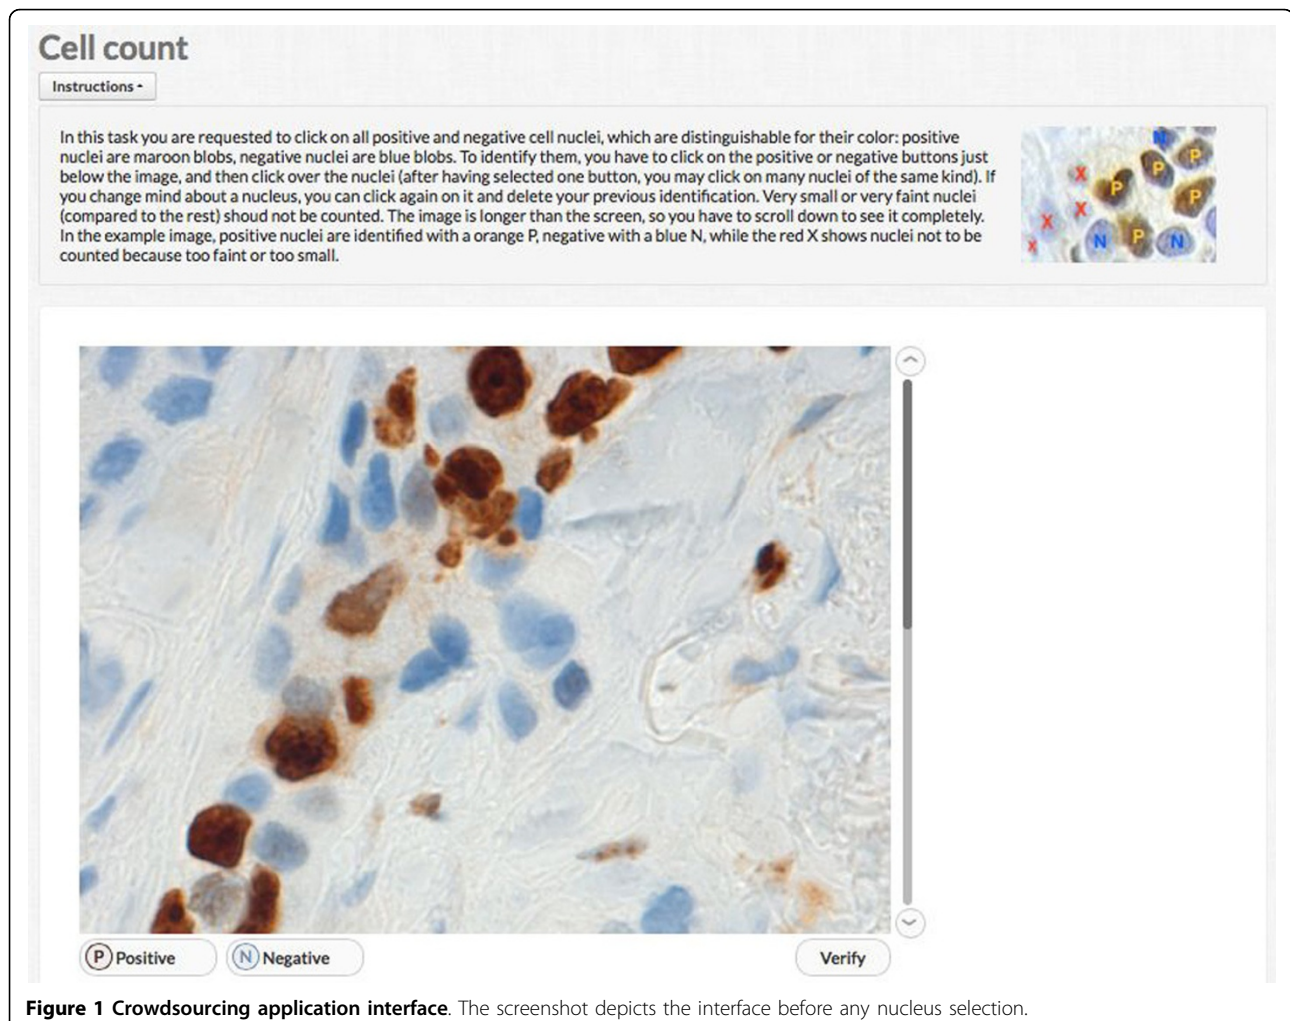 Cell count
Instructions
In this task you are requested to click on all positive and negative cell nuclei, which are distinguishable for their color: positive
nuclei are maroon blobs, negative nuclei are blue blobs. To identify them, you have to click on the positive or negative buttons just
below the image, and then click over the nuclei (after having selected one button, you may click on many nuclei of the same kind). If
you change mind about a nucleus, you can click again on it and delete your previous identification. Very small or very faint nuclei
(compared to the rest) shoud not be counted. The image is longer than the screen, so you have to scroll down to see it completely.
In the example image, positive nuclei are identified with a orange P, negative with a blue N, while the red X shows nuclei not to be
counted because too faint or too small.
N
P
P
X
P
P
X
X
N
P
N
X
P Positive
N Negative
Verify
Figure 1 Crowdsourcing application interface. The screenshot depicts the interface before any nucleus selection.